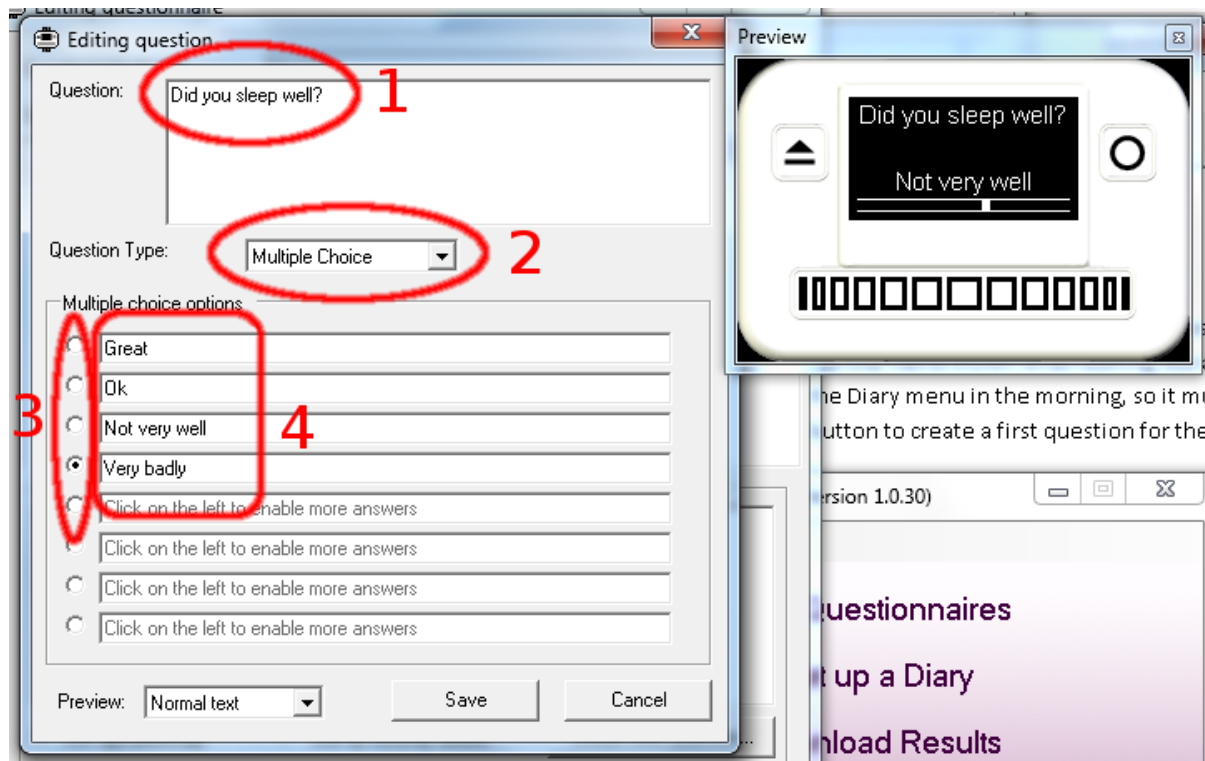 Editing questionnaire
Editing question
Question:
Did you sleep well?
1
Question Type:
Multiple Choice
2
Multiple choice options
3
4
Great
Ok
Not very well
Very badly
Click on the left to enable more answers
Click on the left to enable more answers
Click on the left to enable more answers
Click on the left to enable more answers
Preview:
Normal text
Save
Cancel
Preview
Did you sleep well?
Not very well
he Diary menu in the morning, so it mu
utton to create a first question for the
ersion 1.0.30)
uestionnaires
t up a Diary
nload Results
...